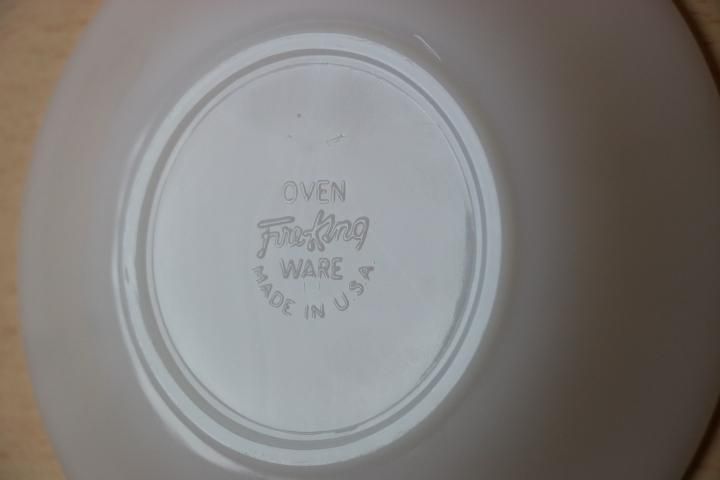 OVEN
Fire-King
WARE
MADE IN U.S.A.